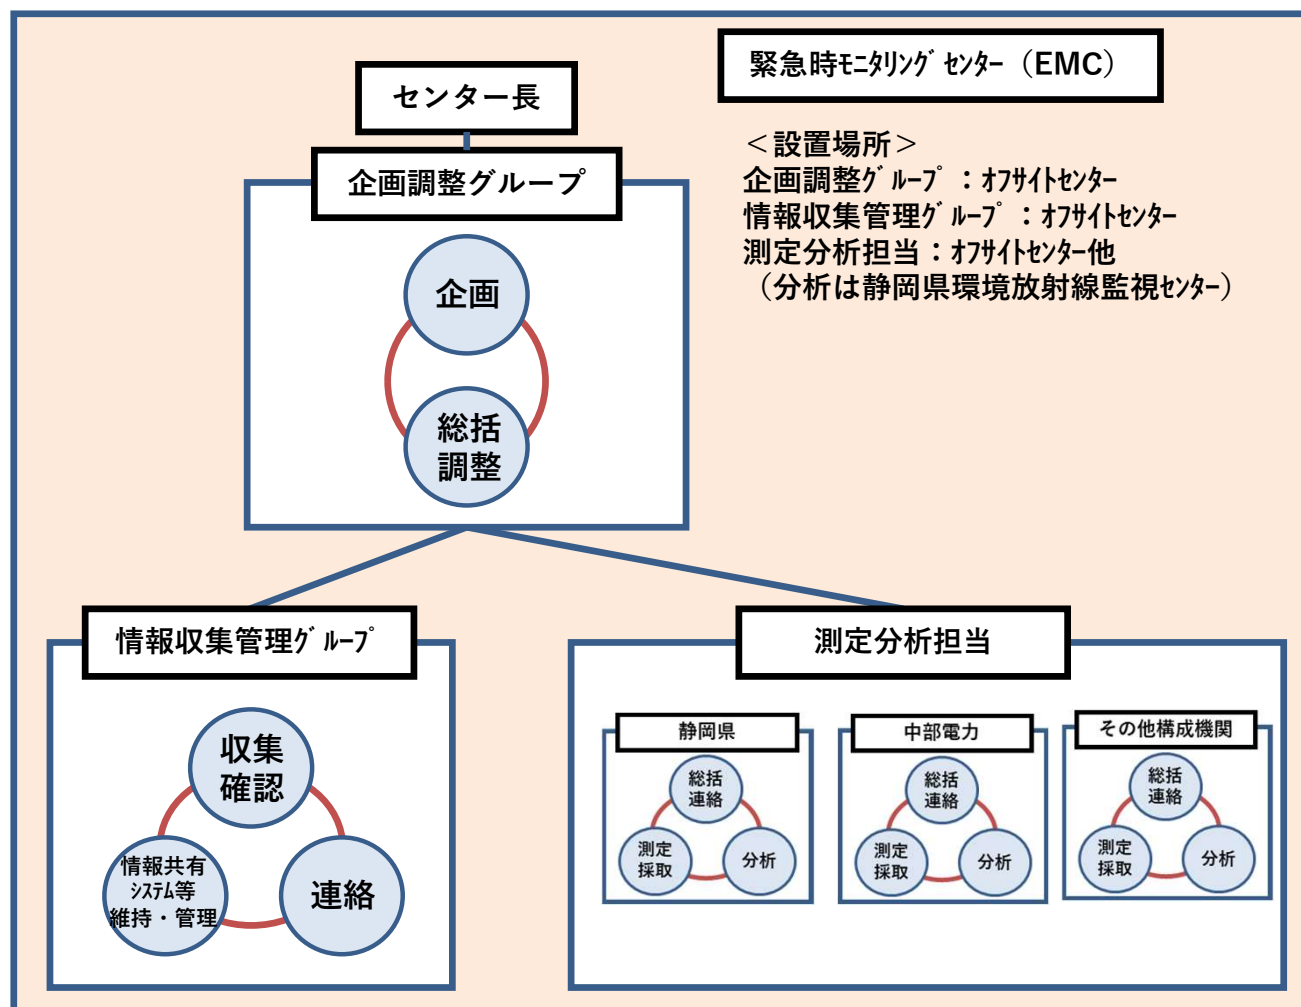 緊急時ﾓﾆﾀﾘﾝｸﾞｾﾝﾀｰ（EMC）
センター長
企画調整グループ
＜設置場所＞
企画調整ｸﾞﾙｰﾌﾟ：ｵﾌｻｲﾄｾﾝﾀｰ
情報収集管理ｸﾞﾙｰﾌﾟ：ｵﾌｻｲﾄｾﾝﾀｰ
測定分析担当：ｵﾌｻｲﾄｾﾝﾀｰ他
（分析は静岡県環境放射線監視ｾﾝﾀｰ）
企画
総括
調整
情報収集管理ｸﾞﾙｰﾌﾟ
収集
確認
情報共有
ｼｽﾃﾑ等
維持・管理
連絡
測定分析担当
静岡県
総括
連絡
測定
採取
分析
中部電力
総括
連絡
測定
採取
分析
その他構成機関
総括
連絡
測定
採取
分析